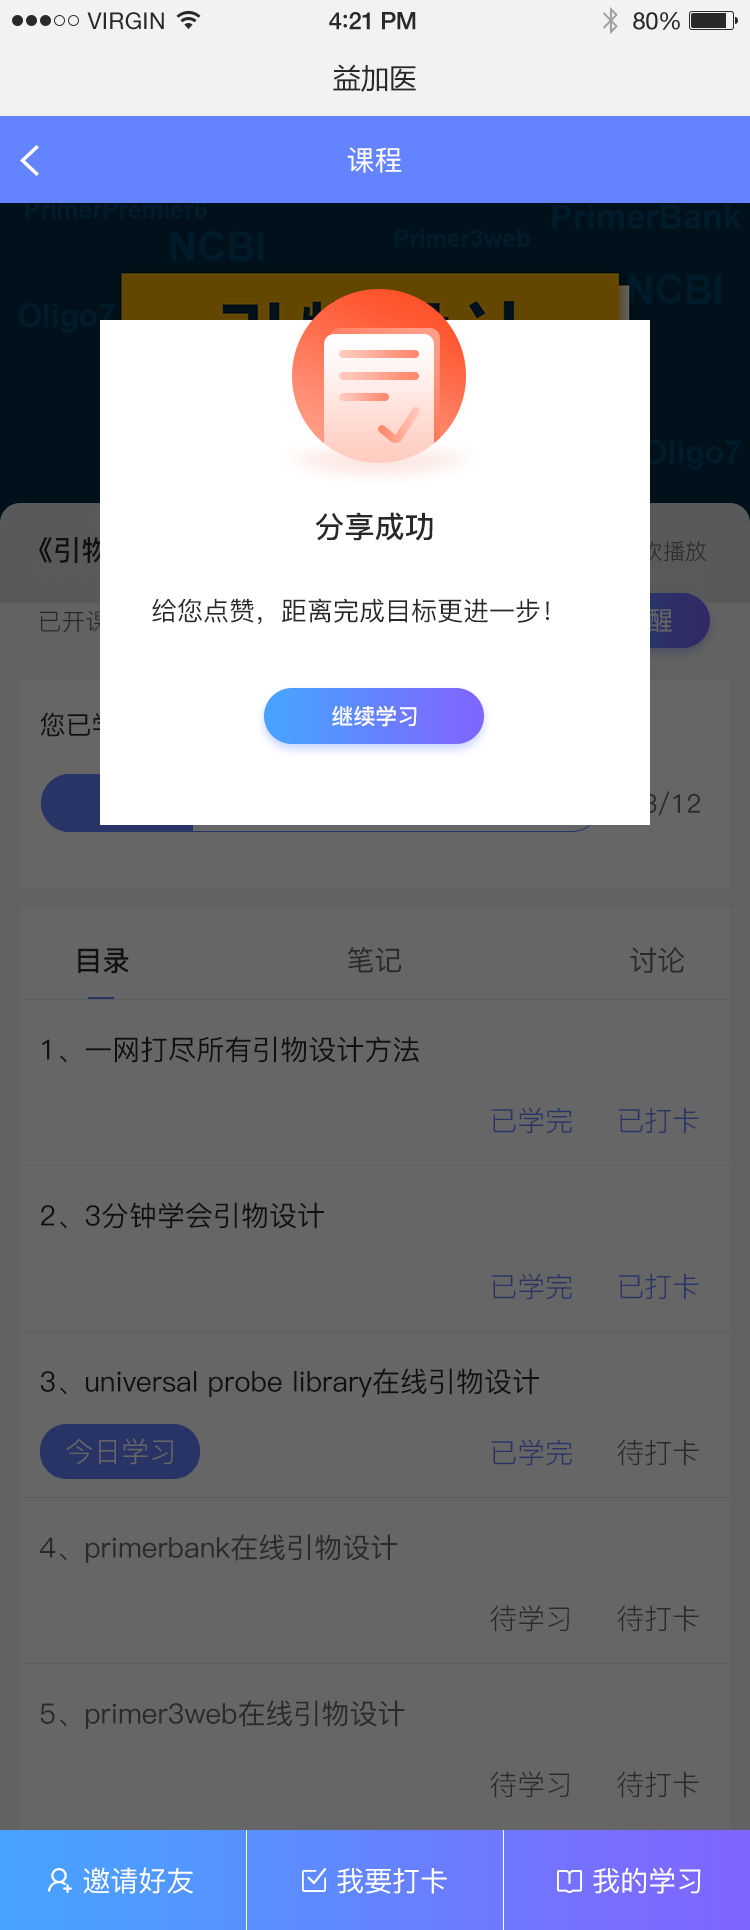 VIRGIN 4:21 PM 80%
益加医
课程
PrimerPremier6
PrimerBank
NCBI
Primer3web
NCBI
Oligo7
Oligo7
分享成功
《引物
次播放
给您点赞，距离完成目标更进一步！
已开课
醒
继续学习
您已学
3/12
目录 笔记 讨论
1、一网打尽所有引物设计方法
已学完 已打卡
2、3分钟学会引物设计
已学完 已打卡
3、universal probe library在线引物设计
今日学习 已学完 待打卡
4、primerbank在线引物设计
待学习 待打卡
5、primer3web在线引物设计
待学习 待打卡
邀请好友 我要打卡 我的学习